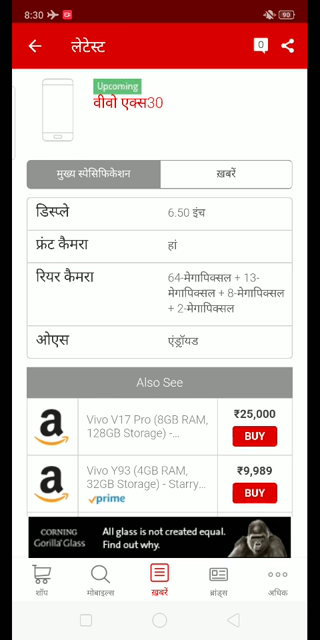 8:30
90
लेटेस्ट
0
Upcoming
वीवो एक्स30
मुख्य स्पेसिफिकेशन
ख़बरें
डिस्प्ले
6.50 इंच
फ्रंट कैमरा
हां
रियर कैमरा
64-मेगापिक्सल + 13-
मेगापिक्सल + 8-मेगापिक्सल
+ 2-मेगापिक्सल
ओएस
एंड्रॉयड
Also See
a
Vivo V17 Pro (8GB RAM,
128GB Storage) -...
₹25,000
BUY
a
Vivo Y93 (4GB RAM,
32GB Storage) - Starry...
prime
₹9,989
BUY
CORNING
Gorilla Glass
All glass is not created equal.
Find out why.
शॉप
मोबाइल्स
ख़बरें
ब्रांड्स
अधिक